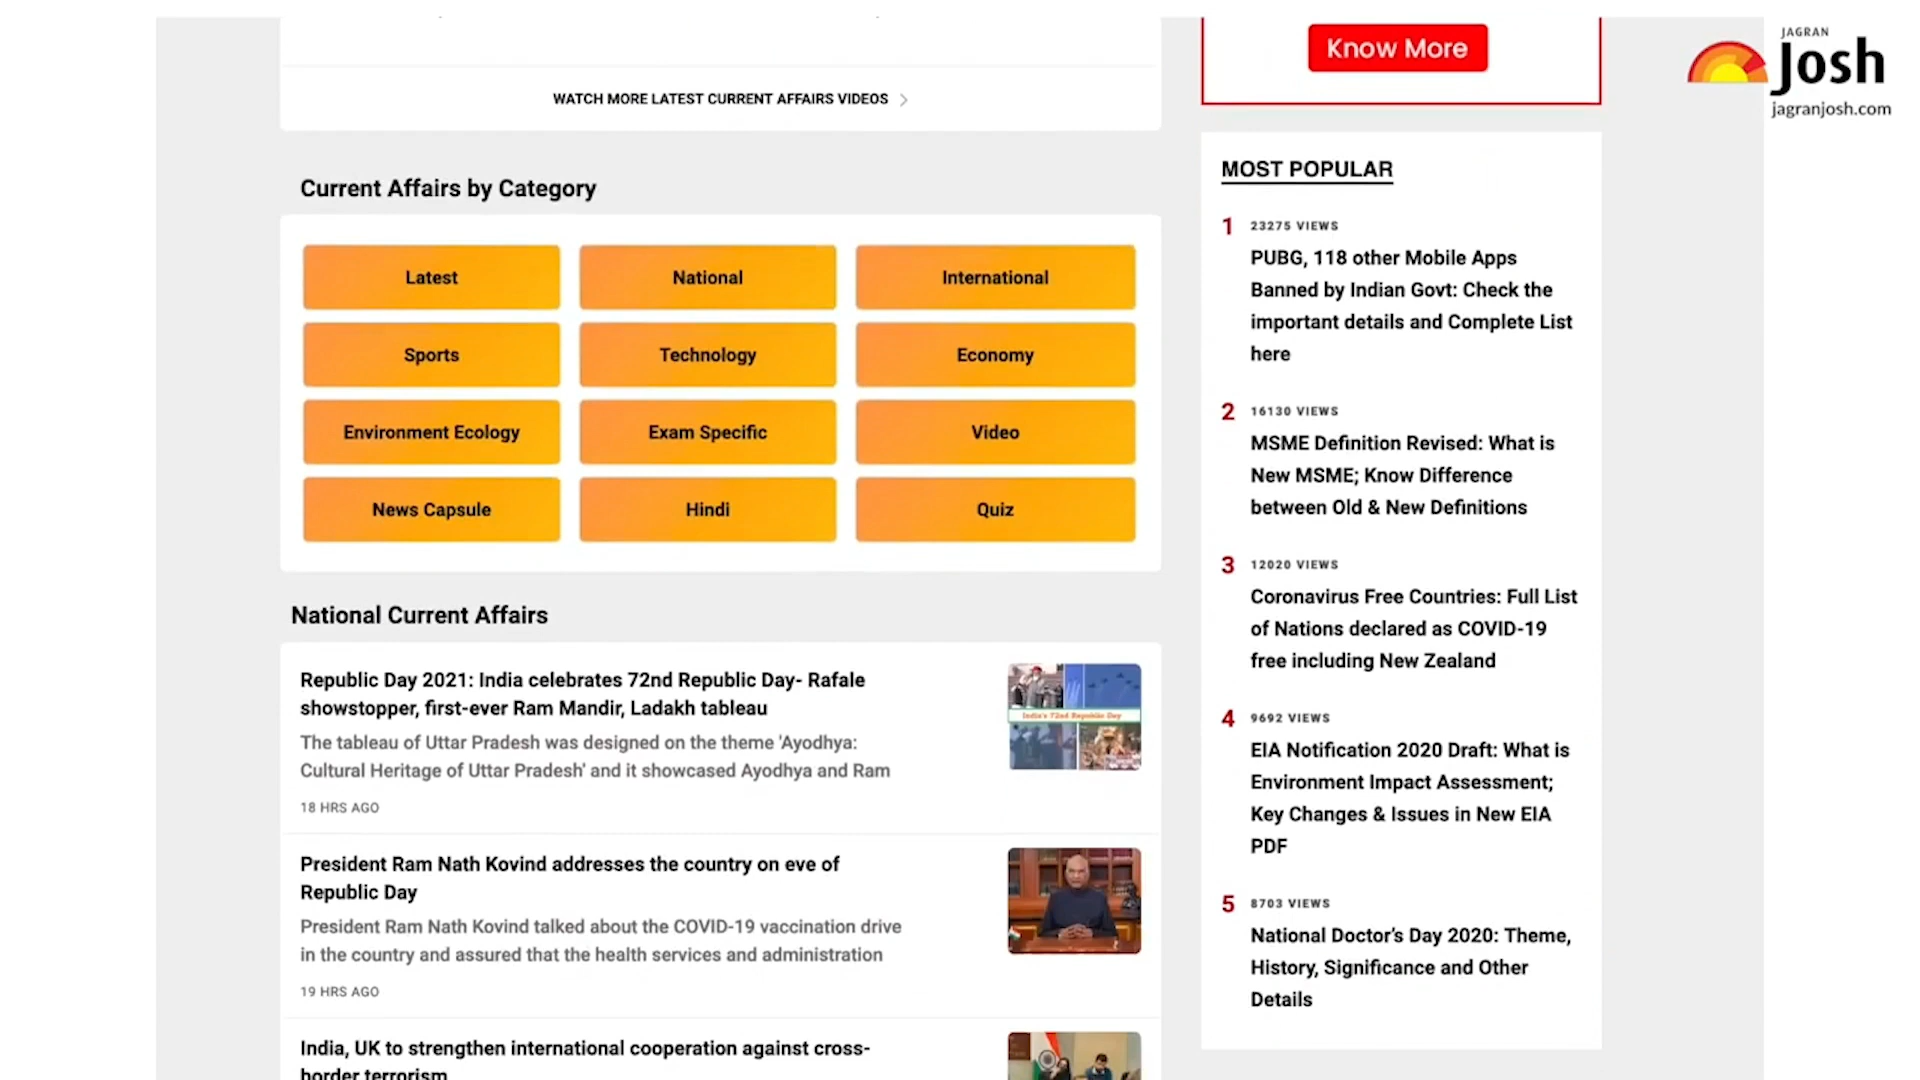 Know More
JAGRAN
Josh
jagranjosh.com
WATCH MORE LATEST CURRENT AFFAIRS VIDEOS
Current Affairs by Category
Latest
National
International
Sports
Technology
Economy
Environment Ecology
Exam Specific
Video
News Capsule
Hindi
Quiz
National Current Affairs
Republic Day 2021: India celebrates 72nd Republic Day- Rafale
showstopper, first-ever Ram Mandir, Ladakh tableau
The tableau of Uttar Pradesh was designed on the theme 'Ayodhya:
Cultural Heritage of Uttar Pradesh' and it showcased Ayodhya and Ram
18 HRS AGO
India's 72nd Republic Day
President Ram Nath Kovind addresses the country on eve of
Republic Day
President Ram Nath Kovind talked about the COVID-19 vaccination drive
in the country and assured that the health services and administration
19 HRS AGO
India, UK to strengthen international cooperation against cross-
border terrorism
MOST POPULAR
1 23275 VIEWS
PUBG, 118 other Mobile Apps
Banned by Indian Govt: Check the
important details and Complete List
here
2 16130 VIEWS
MSME Definition Revised: What is
New MSME; Know Difference
between Old & New Definitions
3 12020 VIEWS
Coronavirus Free Countries: Full List
of Nations declared as COVID-19
free including New Zealand
4 9692 VIEWS
EIA Notification 2020 Draft: What is
Environment Impact Assessment;
Key Changes & Issues in New EIA
PDF
5 8703 VIEWS
National Doctor's Day 2020: Theme,
History, Significance and Other
Details